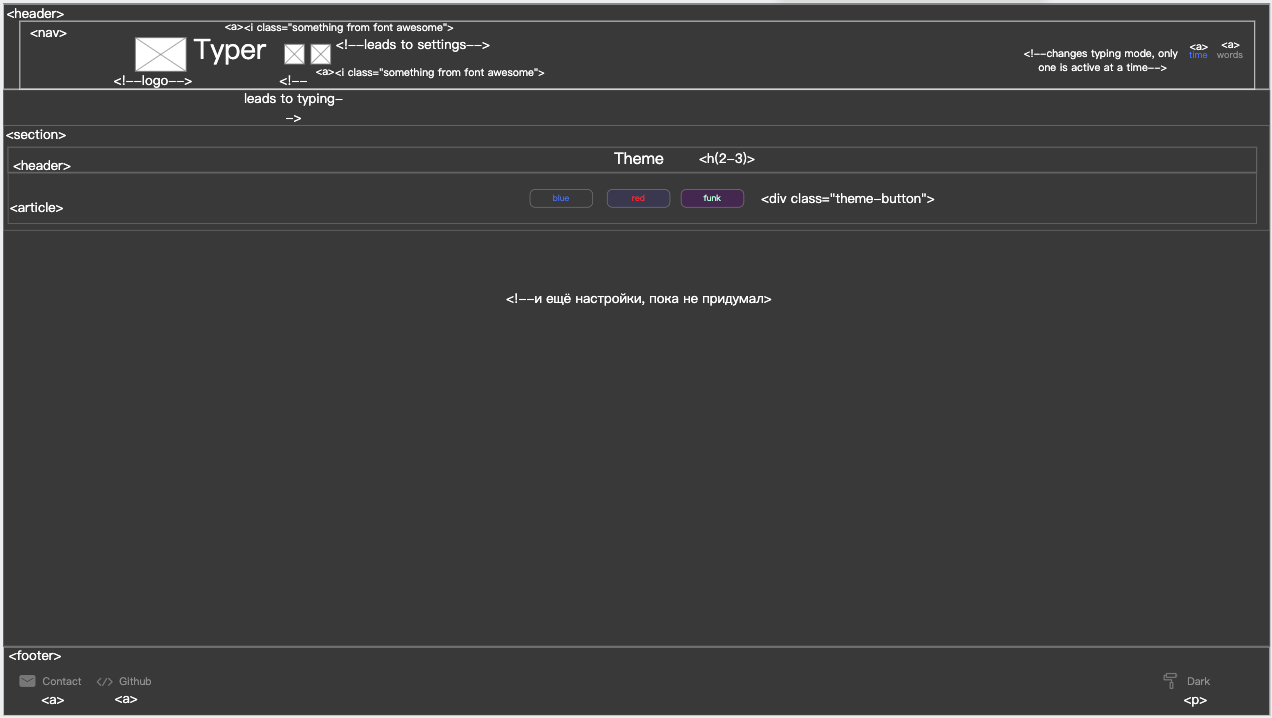 <header>
<a><i class="something from font awesome">
<nav>
Typer
<!--leads to settings-->
<a><i class="something from font awesome">
<!--logo-->
<!--
leads to typing-
->
<!--changes typing mode, only
one is active at a time-->
<a>
time
<a>
words
<section>
<header>
Theme
<h(2-3)>
<article>
blue
red
funk
<div class="theme-button">
<!--и ещё настройки, пока не придумал>
<footer>
Contact
</> Github
Dark
<a>
<a>
<p>